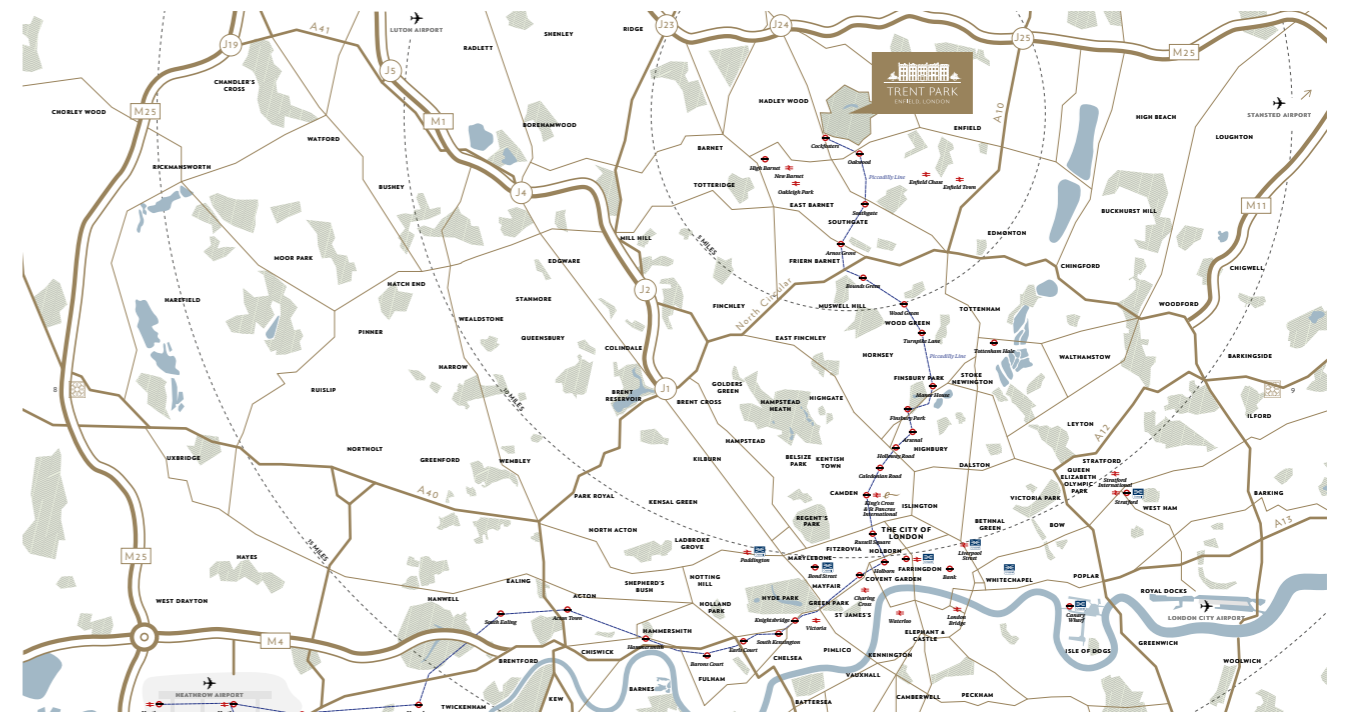 A41
LUTON AIRPORT
SHENLEY
RIDGE
J23
J24
J25
M25
J19
RADLETT
J5
CHANDLER'S
CROSS
TRENT PARK
ENFIELD, LONDON
HADLEY WOOD
A10
STANSTED AIRPORT
CHORLEY WOOD
M25
M1
BOREHAMWOOD
HIGH BEACH
ENFIELD
LOUGHTON
WATFORD
BARNET
Cockfosters
Oakwood
RICKMANSWORTH
High Barnet
New Barnet
Oakleigh Park
Piccadilly Line
Enfield Chase
Enfield Town
BUSHEY
J4
TOTTERIDGE
EAST BARNET
Southgate
SOUTHGATE
BUCKHURST HILL
M11
MILL HILL
5 MILES
Arnos Grove
EDMONTON
MOOR PARK
EDGWARE
FRIERN BARNET
CHINGFORD
CHIGWELL
HATCH END
J2
Bounds Green
North Circular
HAREFIELD
STANMORE
FINCHLEY
MUSWELL HILL
Wood Green
TOTTENHAM
WOODFORD
WEALDSTONE
WOOD GREEN
PINNER
QUEENSBURY
EAST FINCHLEY
Turnpike Lane
COLINDALE
HORNSEY
Piccadilly Line
Tottenham Hale
WALTHAMSTOW
BARKINGSIDE
HARROW
FINSBURY PARK
STOKE
NEWINGTON
8
RUISLIP
10 MILES
BRENT
RESERVOIR
J1
BRENT CROSS
GOLDERS
GREEN
HAMPSTEAD
HEATH
HIGHGATE
Manor House
9
Finsbury Park
ILFORD
LEYTON
A12
HAMPSTEAD
Arsenal
HIGHBURY
Holloway Road
NORTHOLT
UXBRIDGE
GREENFORD
WEMBLEY
KILBURN
BELSIZE
PARK
KENTISH
TOWN
DALSTON
STRATFORD
Caledonian Road
QUEEN
ELIZABETH
OLYMPIC
PARK
Stratford
International
Stratford
A40
PARK ROYAL
KENSAL GREEN
CAMDEN
King's Cross
& St Pancras
International
ISLINGTON
VICTORIA PARK
WEST HAM
BARKING
REGENT'S
PARK
NORTH ACTON
THE CITY OF
LONDON
BETHNAL
GREEN
BOW
A13
LADBROKE
GROVE
Russell Square
15 MILES
M25
HAYES
Paddington
MARYLEBONE
FITZROVIA
HOLBORN
Liverpool
Street
Bond Street
Holborn
FARRINGDON
Bank
WHITECHAPEL
POPLAR
EALING
SHEPHERD'S
BUSH
NOTTING
HILL
MAYFAIR
COVENT GARDEN
ROYAL DOCKS
WEST DRAYTON
HANWELL
ACTON
HOLLAND
PARK
HYDE PARK
GREEN PARK
Charing
Cross
South Ealing
Acton Town
ST JAMES'S
Waterloo
London
Bridge
Canary
Wharf
LONDON CITY AIRPORT
Knightsbridge
Victoria
M4
HAMMERSMITH
Hammersmith
Earls Court
South Kensington
ELEPHANT &
CASTLE
GREENWICH
BRENTFORD
CHISWICK
Barons Court
CHELSEA
PIMLICO
KENNINGTON
ISLE OF DOGS
WOOLWICH
FULHAM
VAUXHALL
HEATHROW AIRPORT
BARNES
KEW
TWICKENHAM
BATTERSEA
CAMBERWELL
PECKHAM